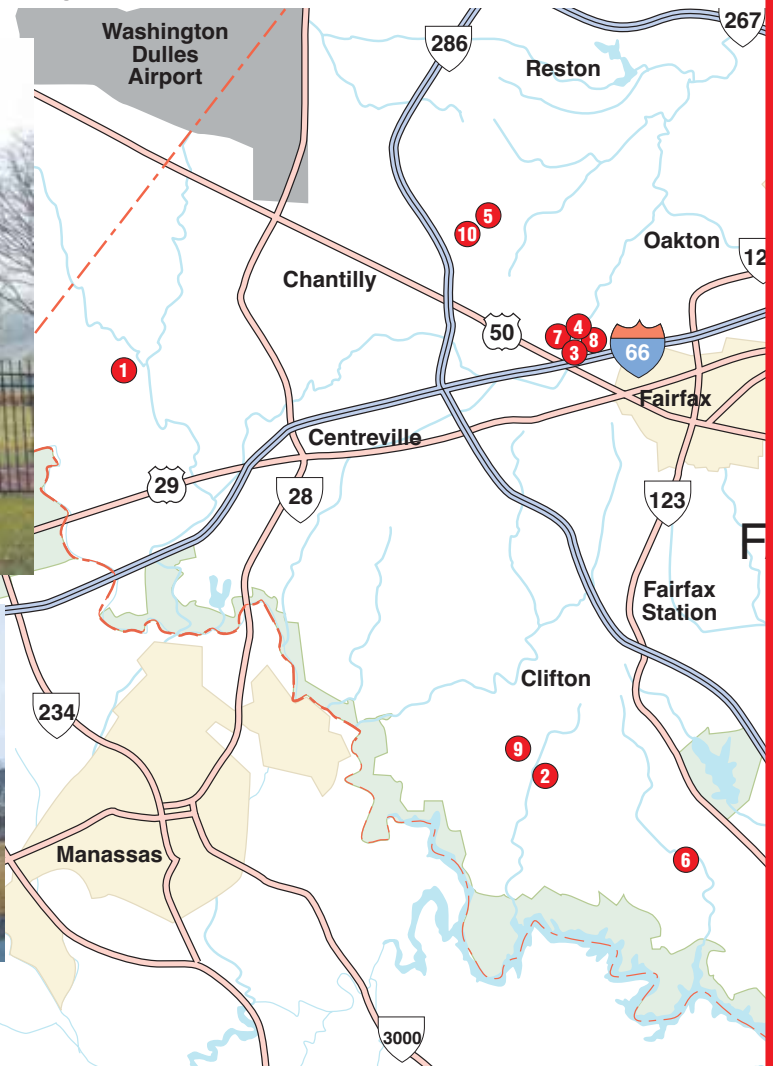 Washington
Dulles
Airport
286
267
Reston
5
10
Oakton
12
Chantilly
50
4
7
8
3
66
1
Fairfax
Centreville
29
28
123
F
Fairfax
Station
Clifton
234
9
2
Manassas
6
3000